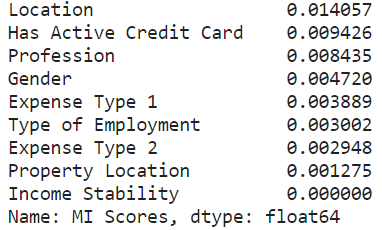 Location 0.014057
Has Active Credit Card 0.009426
Profession 0.008435
Gender 0.004720
Expense Type 1 0.003889
Type of Employment 0.003002
Expense Type 2 0.002948
Property Location 0.001275
Income Stability 0.000000
Name: MI Scores, dtype: float64